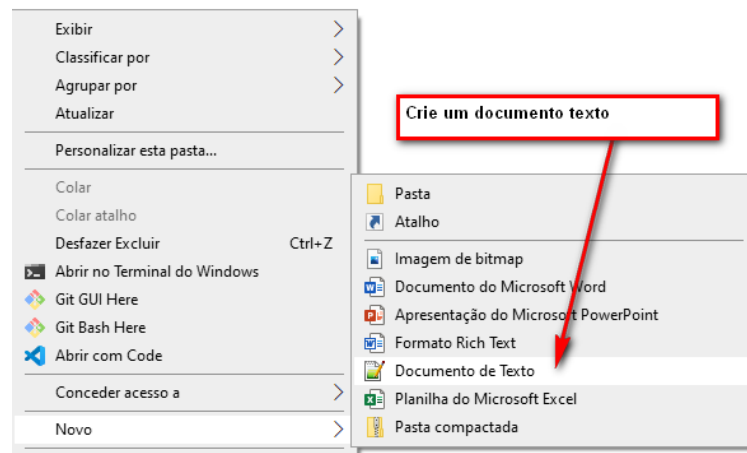 Exibir
Classificar por
Agrupar por
Atualizar
Personalizar esta pasta...
Colar
Colar atalho
Desfazer Excluir Ctrl+Z
Abrir no Terminal do Windows
Git GUI Here
Git Bash Here
Abrir com Code
Conceder acesso a
Novo
Crie um documento texto
Pasta
Atalho
Imagem de bitmap
Documento do Microsoft Word
Apresentação do Microsoft PowerPoint
Formato Rich Text
Documento de Texto
Planilha do Microsoft Excel
Pasta compactada